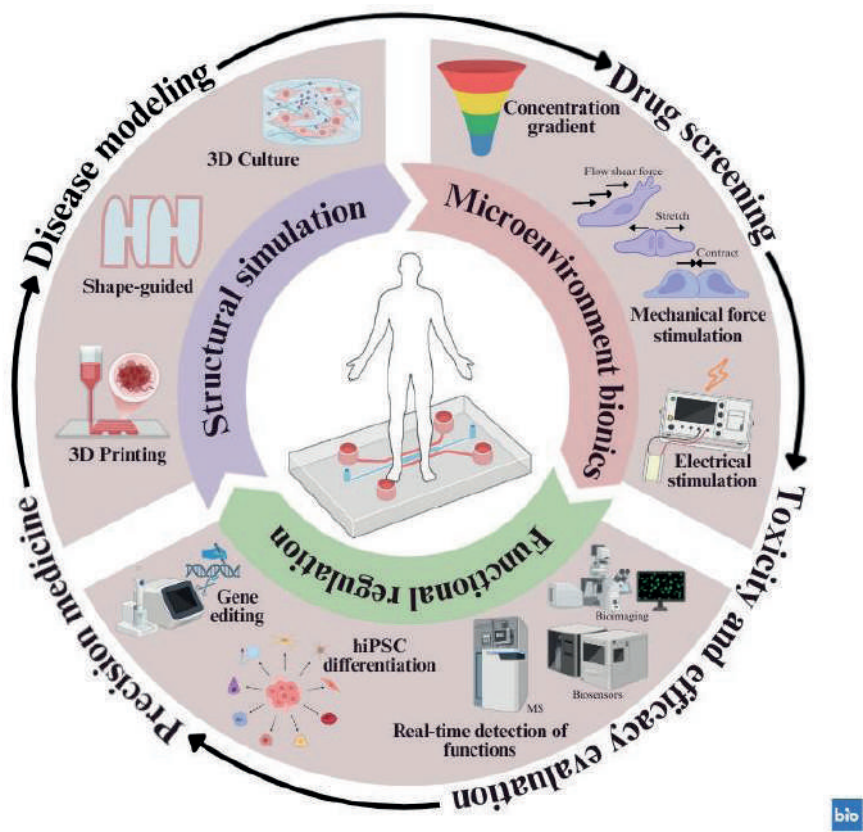 Disease modeling
Drug screening
Toxicity and efficacy evaluation
Precision medicine
Structural simulation
Microenvironment bionics
Functional regulation
3D Culture
Shape-guided
3D Printing
Concentration
gradient
Flow shear force
Stretch
Contract
Mechanical force
stimulation
Electrical
stimulation
Gene
editing
hiPSC
differentiation
Bioimaging
MS
Biosensors
Real-time detection of
functions
bio